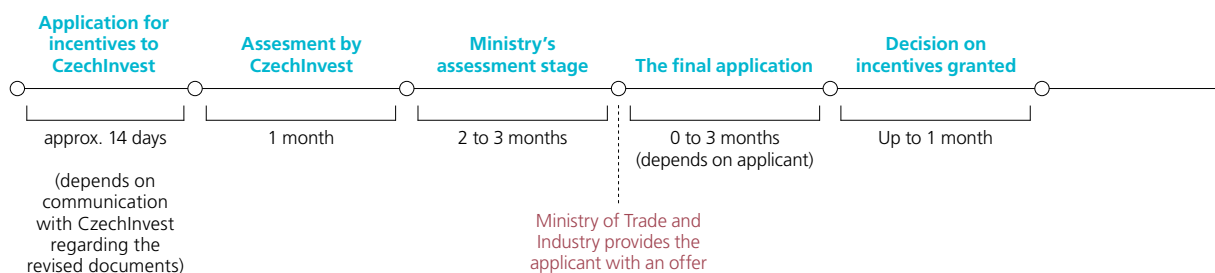 Application for
incentives to
CzechInvest
Assesment by
CzechInvest
Ministry's
assessment stage
The final application
Decision on
incentives granted
approx. 14 days
(depends on
communication
with CzechInvest
regarding the
revised documents)
1 month
2 to 3 months
0 to 3 months
(depends on applicant)
Up to 1 month
Ministry of Trade and
Industry provides the
applicant with an offer